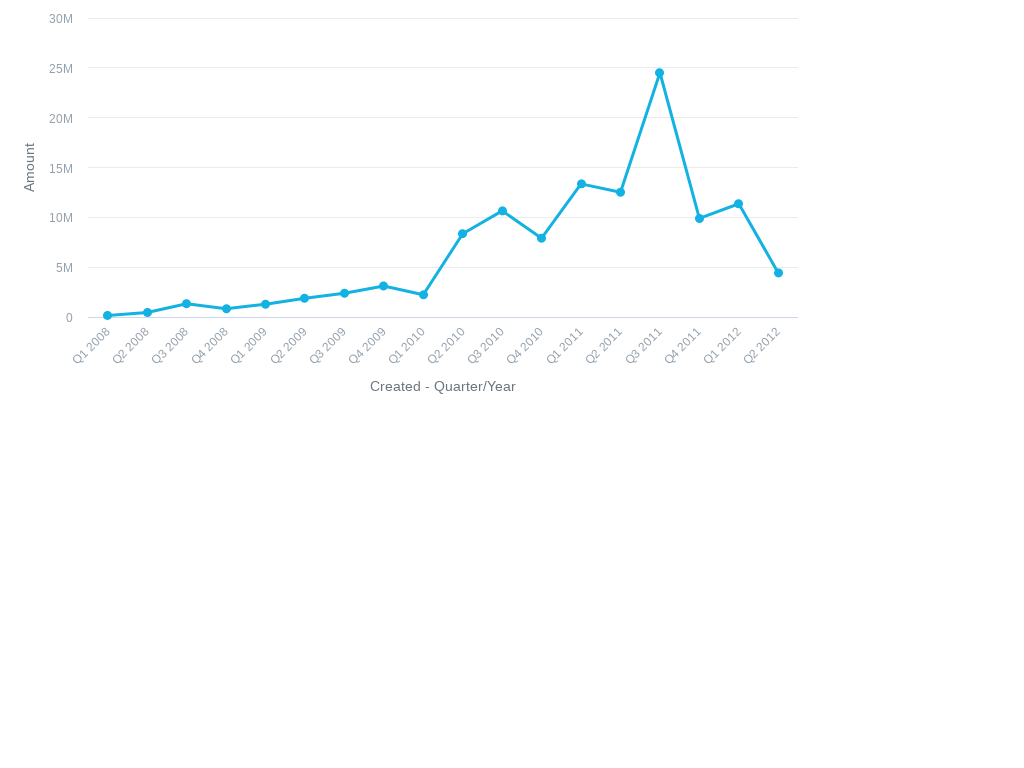 30M
25M
20M
15M
10M
5M
0
Amount
Q1 2008
Q2 2008
Q3 2008
Q4 2008
Q1 2009
Q2 2009
Q3 2009
Q4 2009
Q1 2010
Q2 2010
Q3 2010
Q4 2010
Q1 2011
Q2 2011
Q3 2011
Q4 2011
Q1 2012
Q2 2012
Created - Quarter/Year